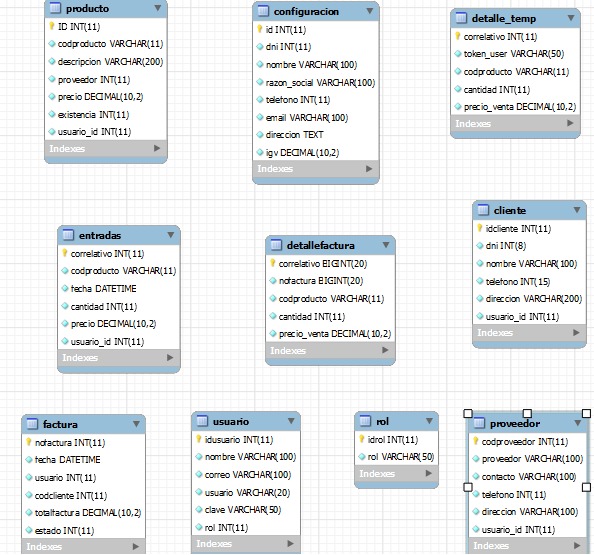 producto
ID INT(11)
codproducto VARCHAR(11)
descripcion VARCHAR(200)
proveedor INT(11)
precio DECIMAL(10,2)
existencia INT(11)
usuario_id INT(11)
Indexes
configuracion
id INT(11)
dni INT(11)
nombre VARCHAR(100)
razon_social VARCHAR(100)
telefono INT(11)
email VARCHAR(100)
direccion TEXT
igv DECIMAL(10,2)
Indexes
detalle_temp
correlativo INT(11)
token_user VARCHAR(50)
codproducto VARCHAR(11)
cantidad INT(11)
precio_venta DECIMAL(10,2)
Indexes
entradas
correlativo INT(11)
codproducto VARCHAR(11)
fecha DATETIME
cantidad INT(11)
precio DECIMAL(10,2)
usuario_id INT(11)
Indexes
detallefactura
correlativo BIGINT(20)
nofactura BIGINT(20)
codproducto VARCHAR(11)
cantidad INT(11)
precio_venta DECIMAL(10,2)
Indexes
cliente
idcliente INT(11)
dni INT(8)
nombre VARCHAR(100)
telefono INT(15)
direccion VARCHAR(200)
usuario_id INT(11)
Indexes
factura
nofactura INT(11)
fecha DATETIME
usuario INT(11)
codcliente INT(11)
totalfactura DECIMAL(10,2)
estado INT(11)
Indexes
usuario
idusuario INT(11)
nombre VARCHAR(100)
correo VARCHAR(100)
usuario VARCHAR(20)
clave VARCHAR(50)
rol INT(11)
Indexes
rol
idrol INT(11)
rol VARCHAR(50)
Indexes
proveedor
codproveedor INT(11)
proveedor VARCHAR(100)
contacto VARCHAR(100)
telefono INT(11)
direccion VARCHAR(100)
usuario_id INT(11)
Indexes